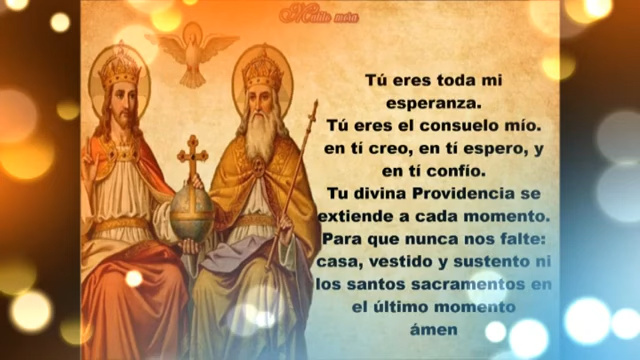 Malile mora
Tú eres toda mi
esperanza.
Tú eres el consuelo mío.
en tí creo, en tí espero, y
en tí confío.
Tu divina Providencia se
extiende a cada momento.
Para que nunca nos falte:
casa, vestido y sustento ni
los santos sacramentos en
el último momento
ámen